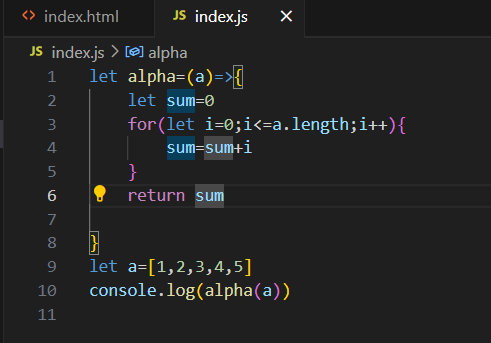 <> index.html JS index.js ×
JS index.js > alpha
1 let alpha=(a)=>{
2     let sum=0
3     for(let i=0;i<=a.length;i++){
4         sum=sum+i
5     }
6     return sum
7
8 }
9 let a=[1,2,3,4,5]
10 console.log(alpha(a))
11